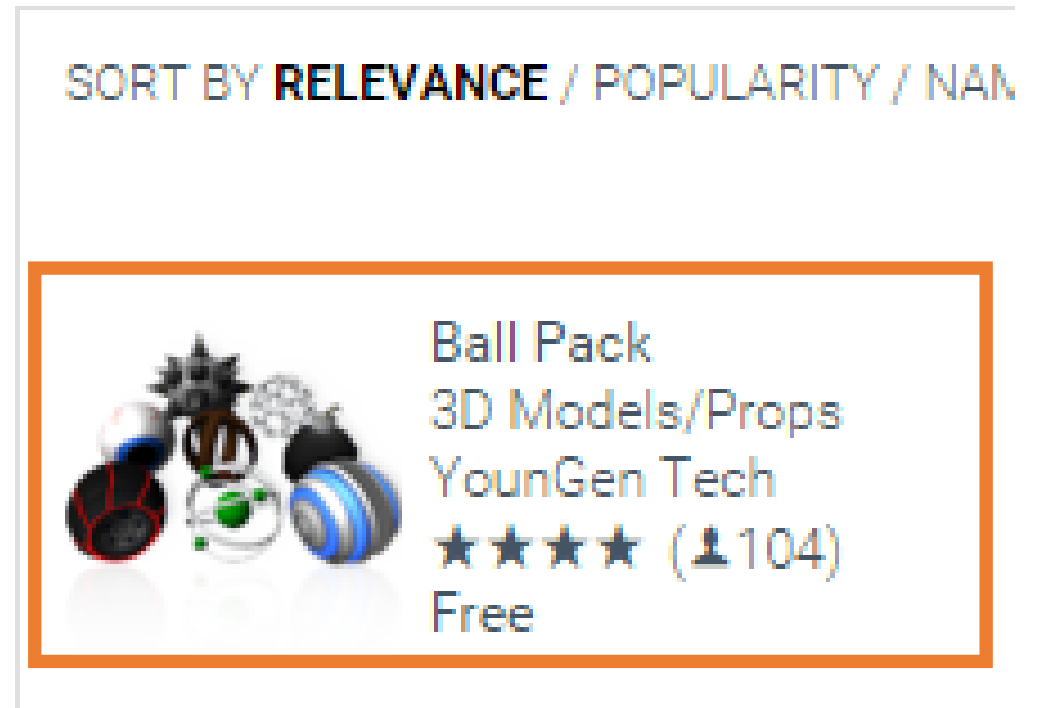 SORT BY RELEVANCE / POPULARITY / NAM
Ball Pack
3D Models/Props
YounGen Tech
★★★★ (104)
Free